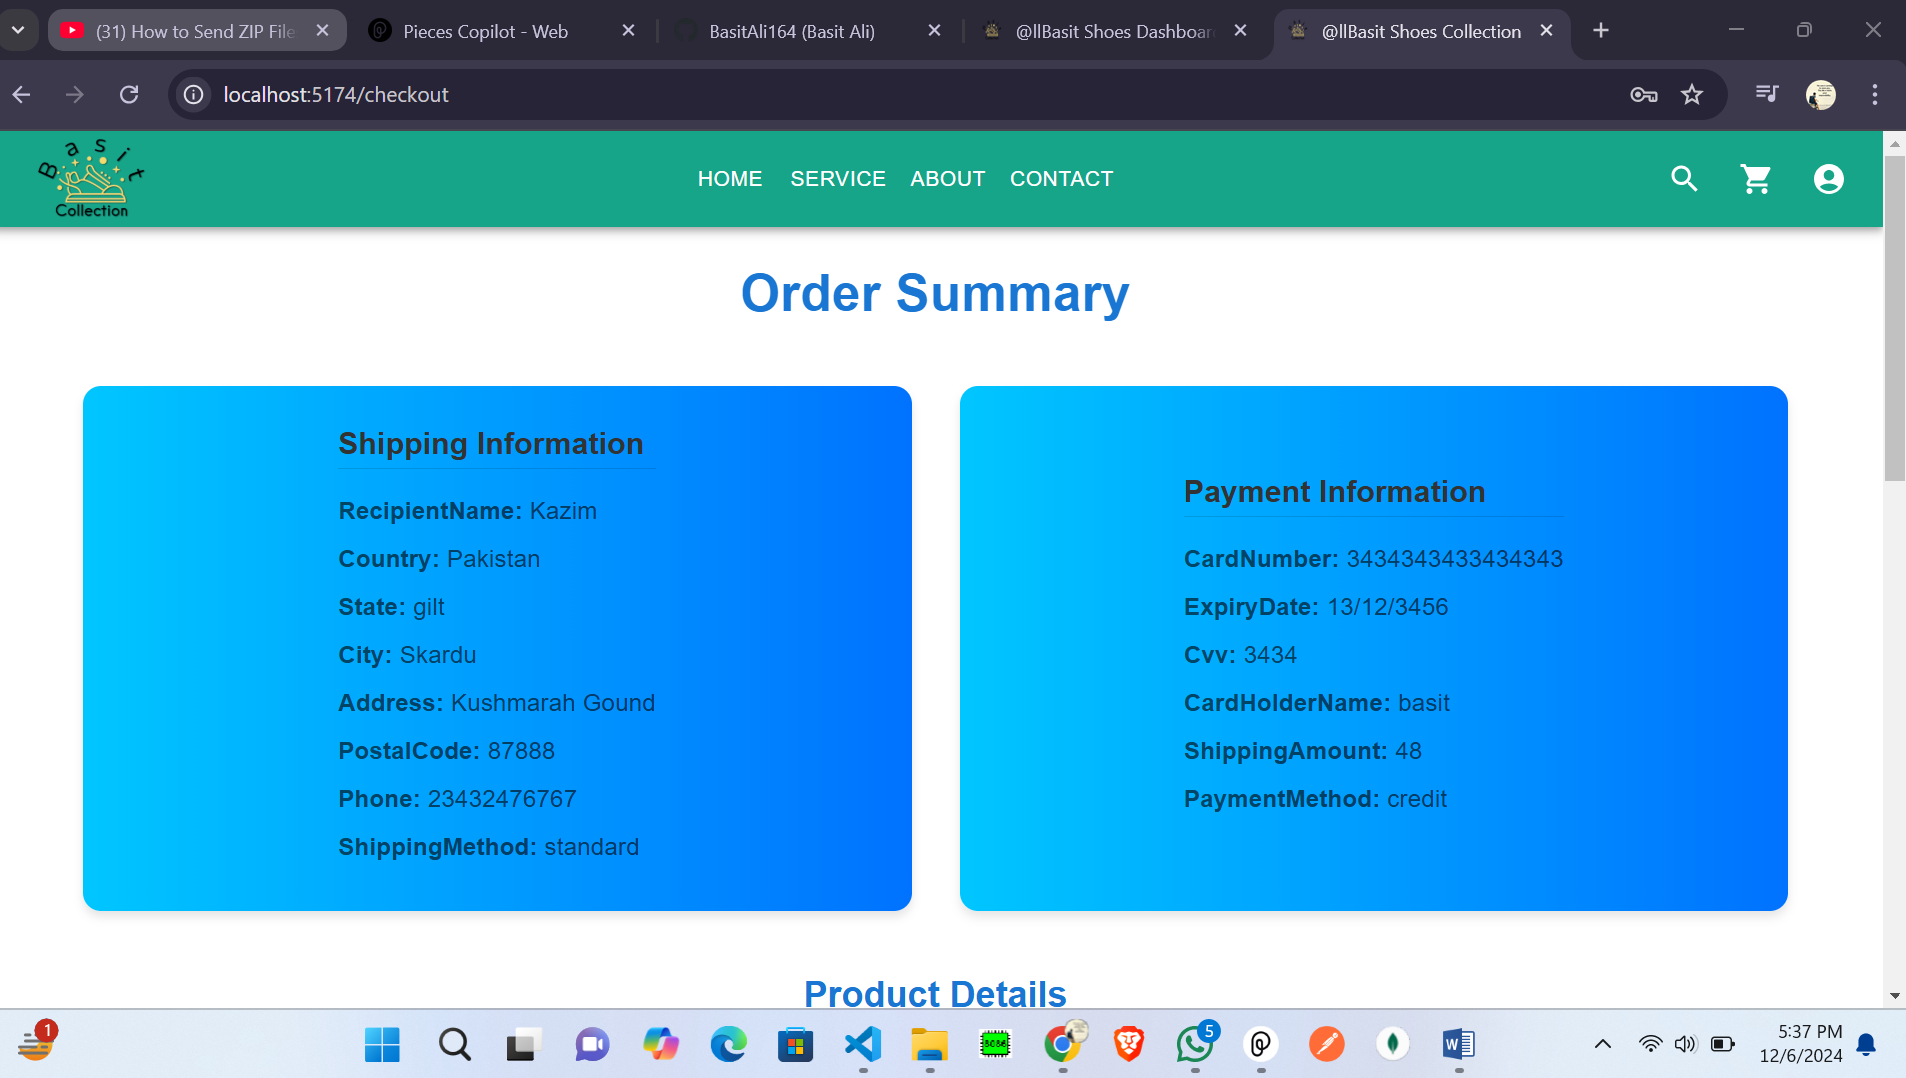 (31) How to Send ZIP File
Pieces Copilot - Web
BasitAli164 (Basit Ali)
@llBasit Shoes Dashboar
@llBasit Shoes Collection
localhost:5174/checkout
Basit
Collection
HOME
SERVICE
ABOUT
CONTACT
Order Summary
Shipping Information
RecipientName: Kazim
Country: Pakistan
State: gilt
City: Skardu
Address: Kushmarah Gound
PostalCode: 87888
Phone: 23432476767
ShippingMethod: standard
Payment Information
CardNumber: 3434343433434343
ExpiryDate: 13/12/3456
Cvv: 3434
CardHolderName: basit
ShippingAmount: 48
PaymentMethod: credit
Product Details
1
8086
5
W
5:37 PM
12/6/2024